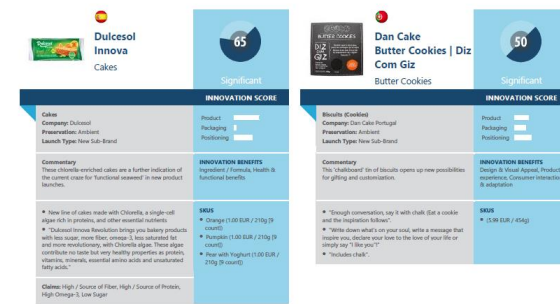 Dulcesol
Innova
Cakes
65
Significant
INNOVATION SCORE
Cakes
Company: Dulcesol
Preservation: Ambient
Launch Type: New Sub-Brand
Product
Packaging
Positioning
Commentary
These chlorella-enriched cakes are a further indication of
the current craze for 'functional seaweed' in new product
launches.
INNOVATION BENEFITS
Ingredient / Formula, Health &
functional benefits
• New line of cakes made with Chlorella, a single-cell
algae rich in proteins, and other essential nutrients
• "Dulcesol Innova Revolution brings you bakery products
with less sugar, more fiber, omega-3, less saturated fat
and more revolutionary, with Chlorella algae. These algae
contribute no taste but very healthy properties as protein,
vitamins, minerals, essential amino acids and unsaturated
fatty acids."
SKUS
• Orange (1.00 EUR / 210g [9
count])
• Pumpkin (1.00 EUR / 210g [9
count])
• Pear with Yoghurt (1.00 EUR /
210g [9 count])
Claims: High / Source of Fiber, High / Source of Protein,
High Omega-3, Low Sugar
BUTTER COOKIES
DIZ
COM
GIZ
Dan Cake
Butter Cookies | Diz
Com Giz
Butter Cookies
50
Significant
INNOVATION SCORE
Biscuits (Cookies)
Company: Dan Cake Portugal
Preservation: Ambient
Launch Type: New Sub-Brand
Product
Packaging
Positioning
Commentary
This 'chalkboard' tin of biscuits opens up new possibilities
for gifting and customization.
INNOVATION BENEFITS
Design & Visual Appeal, Product
experience, Consumer Interaction
& adaptation
• "Enough conversation, say it with chalk (Eat a cookie
and the inspiration follows".
• "Write down what's on your soul, write a message that
inspire you, declare your love to the love of your life or
simply say "I like you"!"
• "Includes chalk".
SKUS
• (5.99 EUR / 454g)